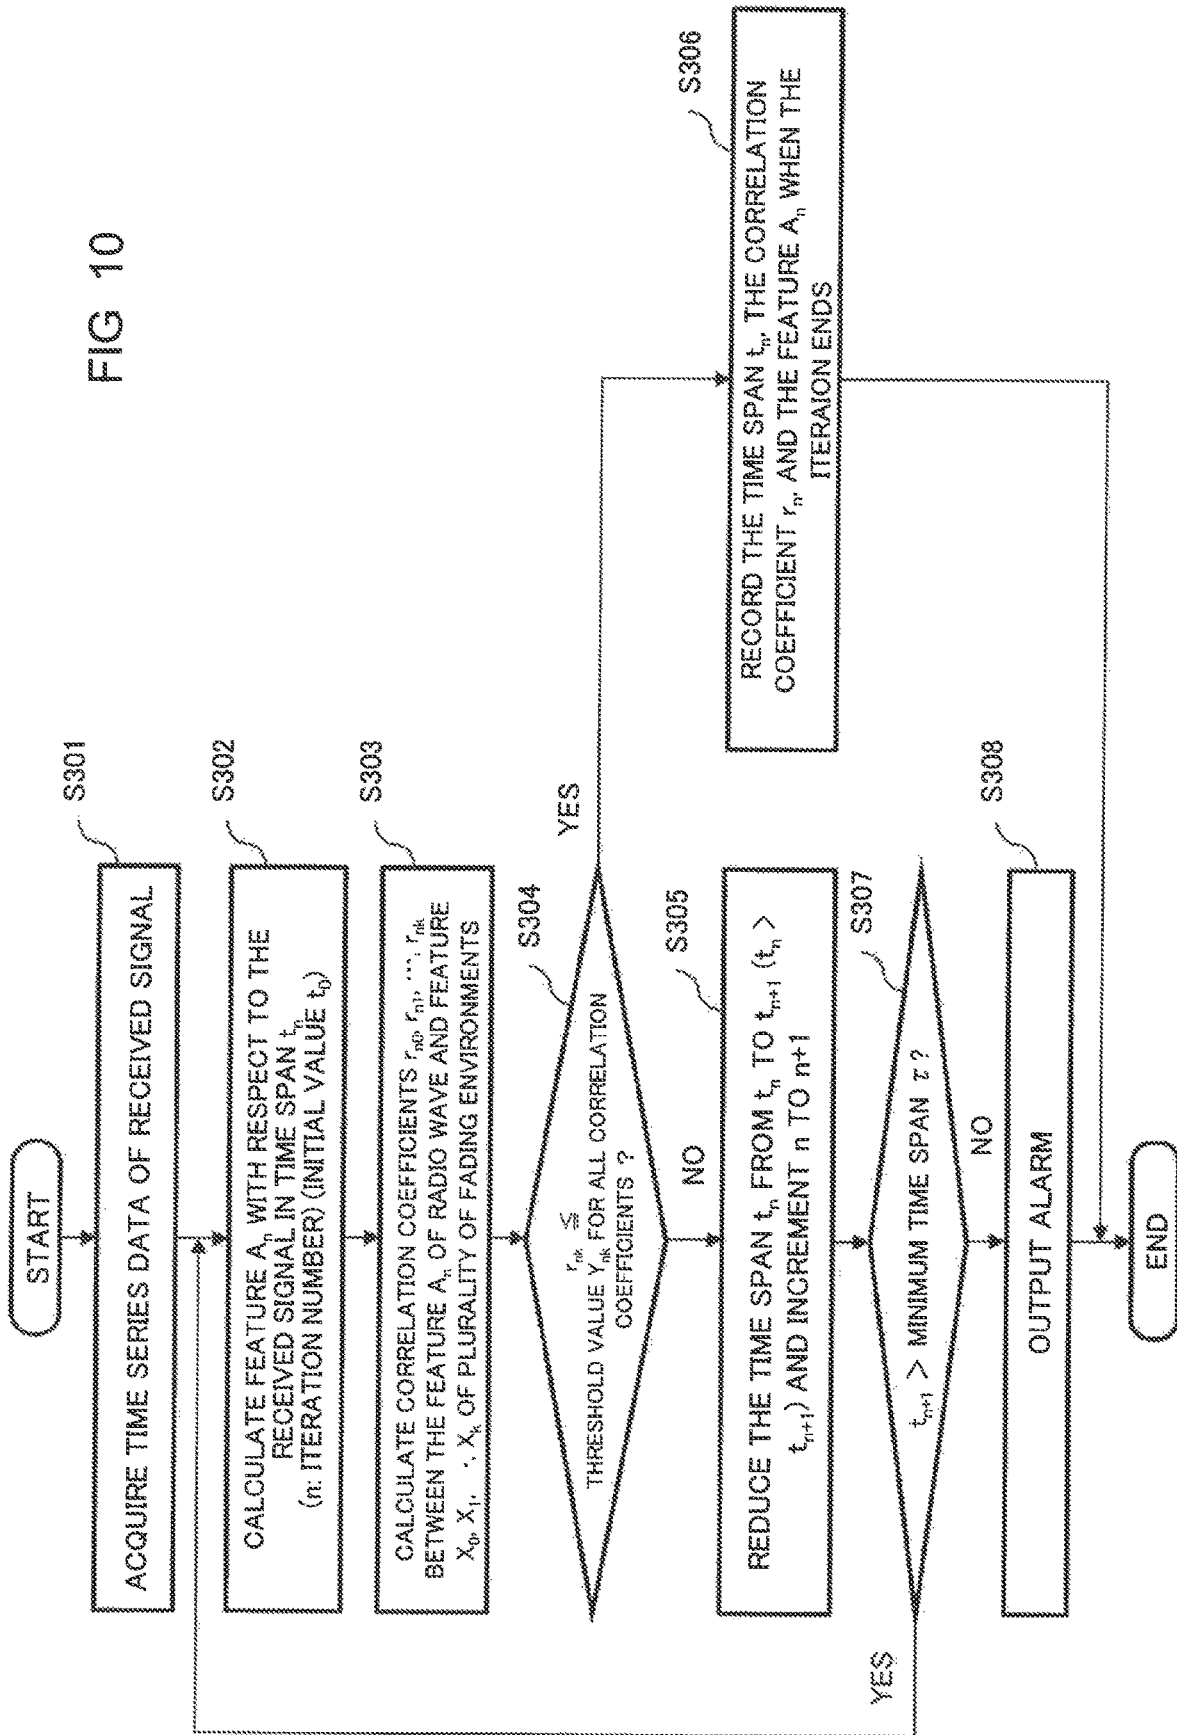 FIG 10
START
S301
ACQUIRE TIME SERIES DATA OF RECEIVED SIGNAL
S302
CALCULATE FEATURE Aₙ WITH RESPECT TO THE
RECEIVED SIGNAL IN TIME SPAN tₙ
(n: ITERATION NUMBER) (INITIAL VALUE t₀)
S303
CALCULATE CORRELATION COEFFICIENTS rₙ₀, rₙ₁, ···, rₙₖ
BETWEEN THE FEATURE Aₙ OF RADIO WAVE AND FEATURE
X₀, X₁, ·, Xₖ OF PLURALITY OF FADING ENVIRONMENTS
S304
rₙₖ ≦
THRESHOLD VALUE Yₙₖ FOR ALL CORRELATION
COEFFICIENTS ?
YES
NO
S305
REDUCE THE TIME SPAN tₙ FROM tₙ TO tₙ₊₁ (tₙ >
tₙ₊₁) AND INCREMENT n TO n+1
S306
RECORD THE TIME SPAN tₙ, THE CORRELATION
COEFFICIENT rₙ, AND THE FEATURE Aₙ WHEN THE
ITERAION ENDS
S307
tₙ₊₁ > MINIMUM TIME SPAN τ ?
YES
NO
S308
OUTPUT ALARM
END